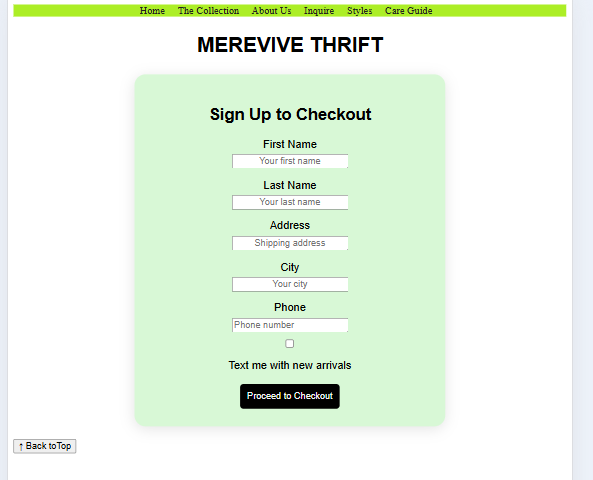 Home The Collection About Us Inquire Styles Care Guide
MEREVIVE THRIFT
Sign Up to Checkout
First Name
Your first name
Last Name
Your last name
Address
Shipping address
City
Your city
Phone
Phone number
Text me with new arrivals
Proceed to Checkout
↑ Back toTop